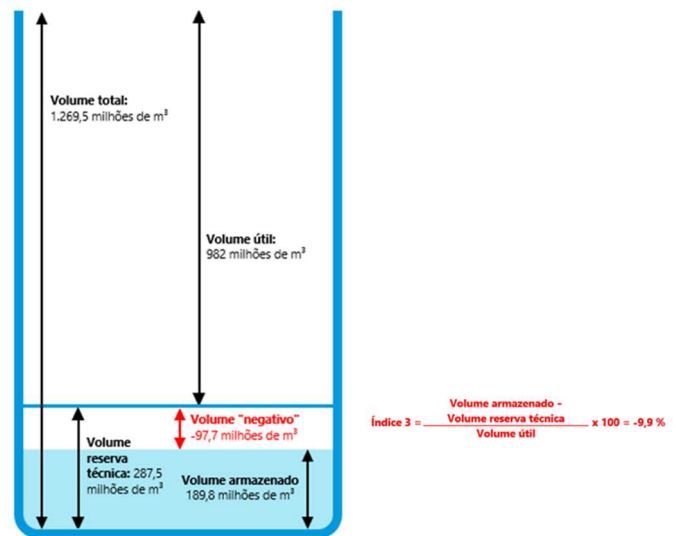 Volume total:
1.269,5 milhões de m³
Volume útil:
982 milhões de m³
Volume "negativo"
-97,7 milhões de m³
Volume
reserva
técnica: 287,5
milhões de m³
Volume armazenado
189,8 milhões de m³
Volume armazenado -
Índice 3 = Volume reserva técnica x 100 = -9,9 %
Volume útil